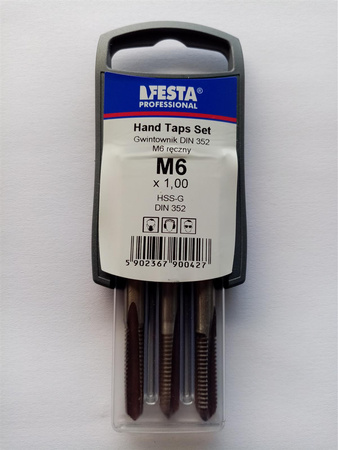 FESTA
PROFESSIONAL
Hand Taps Set
Gwintownik DIN 352
M6 ręczny
M6
x 1,00
HSS-G
DIN 352
5 902367 900427